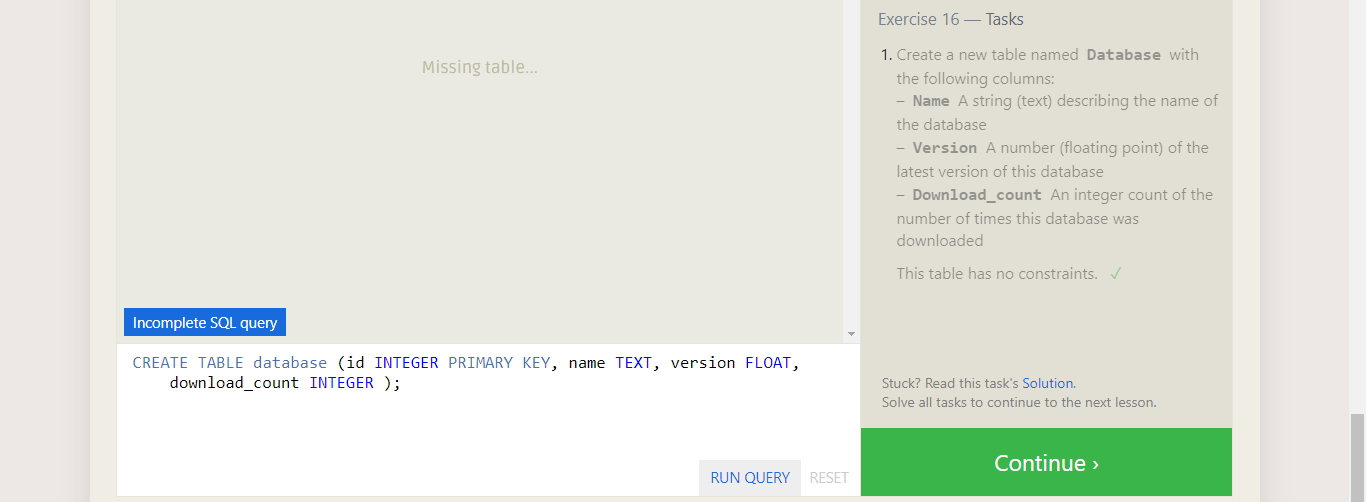 Missing table...
Incomplete SQL query
CREATE TABLE database (id INTEGER PRIMARY KEY, name TEXT, version FLOAT,
download_count INTEGER );
RUN QUERY RESET
Exercise 16 — Tasks
1. Create a new table named Database with
the following columns:
– Name A string (text) describing the name of
the database
– Version A number (floating point) of the
latest version of this database
– Download_count An integer count of the
number of times this database was
downloaded
This table has no constraints. ✓
Stuck? Read this task's Solution.
Solve all tasks to continue to the next lesson.
Continue ›